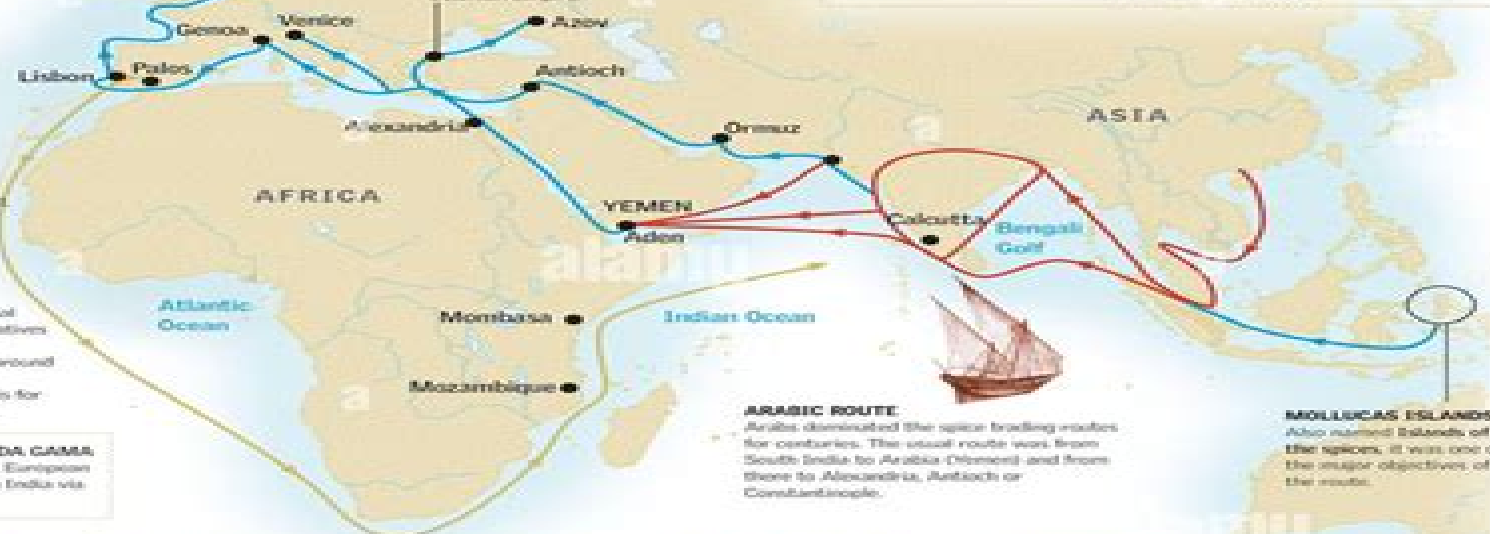 Venice
Azov
Genoa
Lisbon
Palos
Antioch
ASIA
Alexandria
Ormuz
AFRICA
YEMEN
Aden
Calcutta
Bengali
Golf
alamy
Atlantic
Ocean
Mombasa
Indian Ocean
Mozambique
around
s for
DA GAMA
European
India via
ARABIC ROUTE
Arabs dominated the spice trading routes
for centuries. The usual route was from
South India to Arabia (Yemen) and from
there to Alexandria, Antioch or
Constantinople.
MOLLUCAS ISLANDS
Also named Islands of
the spices, it was one
the major objectives of
the route.